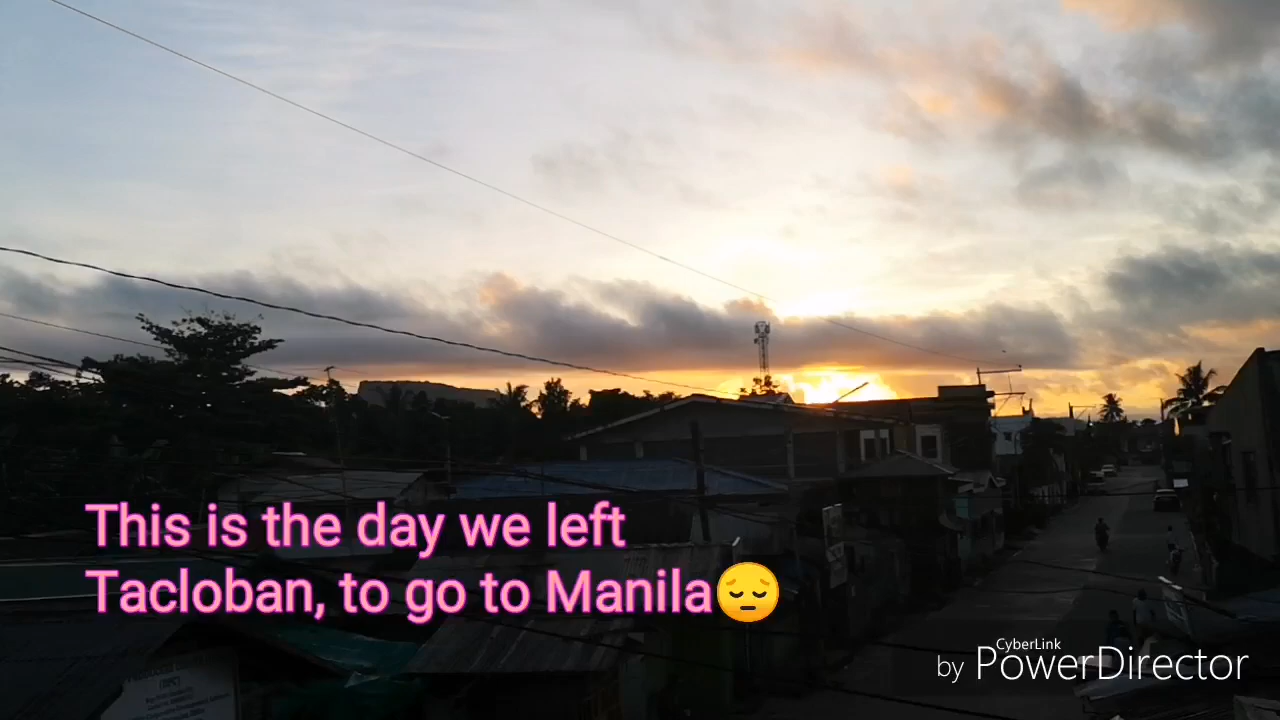 This is the day we left
Tacloban, to go to Manila😔
CyberLink
by PowerDirector